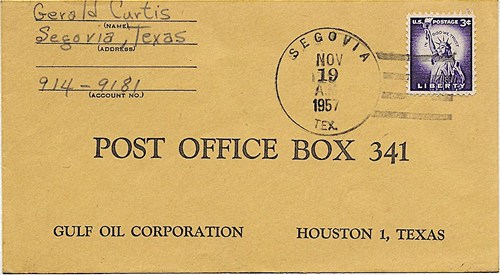 Gerald Curtis
(NAME)
Segovia, Texas
(ADDRESS)
914-9181
(ACCOUNT NO.)
SEGOVIA
NOV
19
1957
TEX.
U.S. POSTAGE 3¢
IN GOD WE TRUST
LIBERTY
POST OFFICE BOX 341
GULF OIL CORPORATION
HOUSTON 1, TEXAS